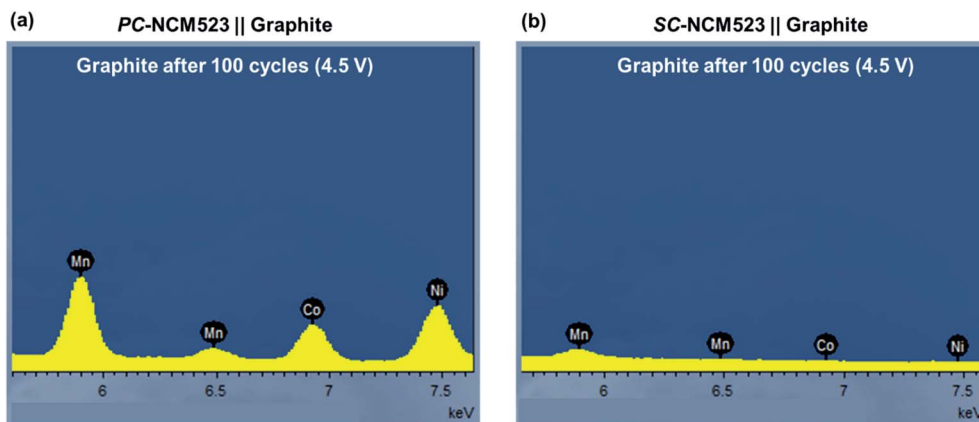 (a) PC-NCM523 || Graphite
Graphite after 100 cycles (4.5 V)
Mn
Mn
Co
Ni
6 6.5 7 7.5
keV
(b) SC-NCM523 || Graphite
Graphite after 100 cycles (4.5 V)
Mn
Mn
Co
Ni
6 6.5 7 7.5
keV